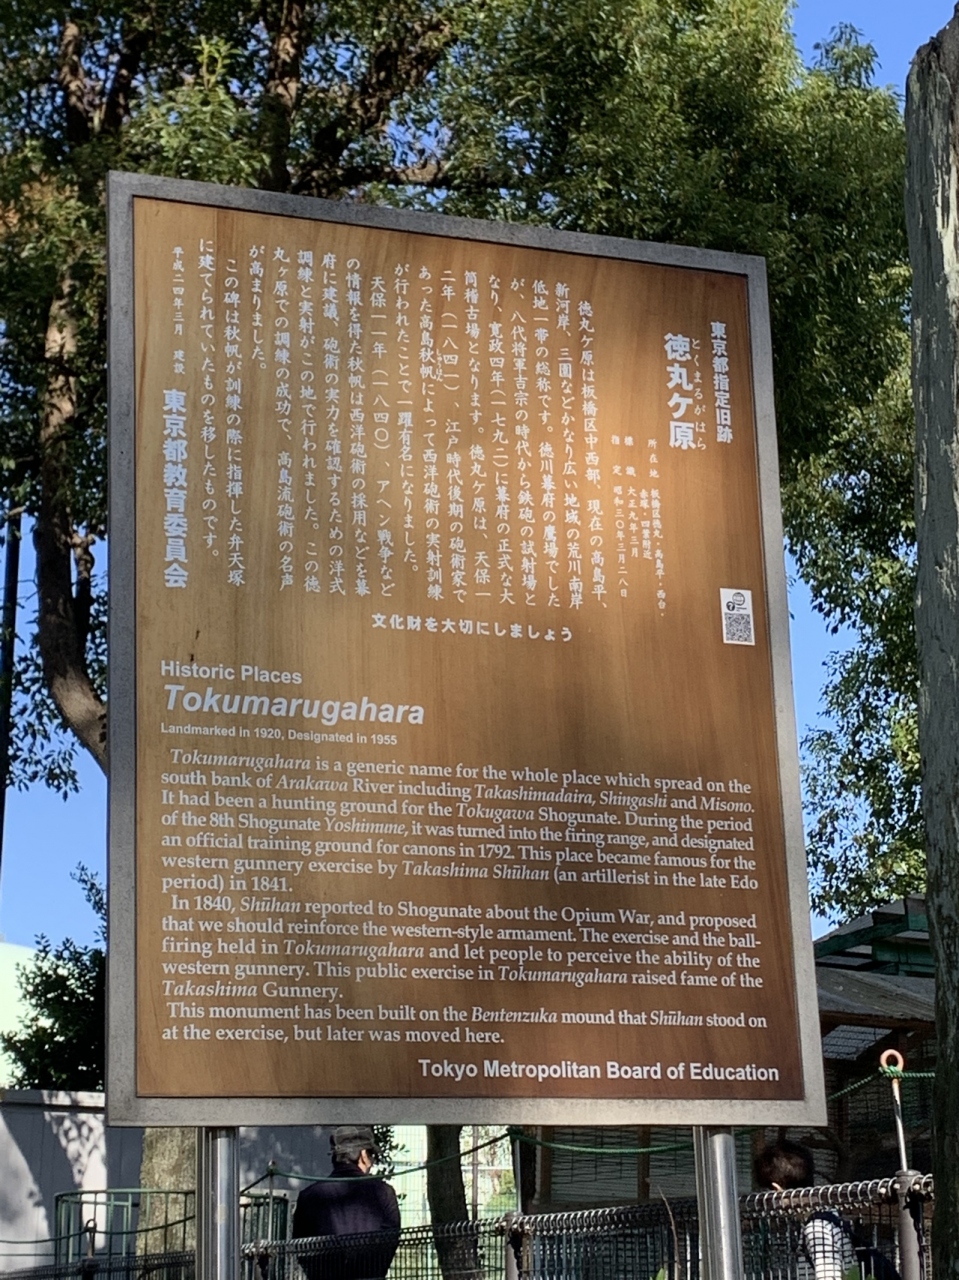 東京都指定旧跡
徳丸ヶ原
とくまるがはら
所在地 板橋区徳丸・高島平・西台・
赤塚・四葉附近
標識 大正九年三月
指定 昭和三〇年三月二八日
徳丸ケ原は板橋区中西部、現在の高島平、
新河岸、三園などかなり広い地域の荒川南岸
低地一帯の総称です。徳川幕府の鷹場でした
が、八代将軍吉宗の時代から鉄砲の試射場と
なり、寛政四年(一七九二)に幕府の正式な大
筒稽古場となります。徳丸ケ原は、天保一
二年(一八四一)、江戸時代後期の砲術家で
あった高島秋帆によって西洋砲術の実射訓練
が行われたことで一躍有名になりました。
天保一一年(一八四〇)、アヘン戦争など
の情報を得た秋帆は西洋砲術の採用などを幕
府に建議、砲術の実力を確認するための洋式
調練と実射がこの地で行われました。この徳
丸ヶ原での調練の成功で、高島流砲術の名声
が高まりました。
この碑は秋帆が訓練の際に指揮した弁天塚
に建てられていたものを移したものです。
平成二四年三月 建設
東京都教育委員会
文化財を大切にしましょう
Historic Places
Tokumarugahara
Landmarked in 1920, Designated in 1955
Tokumarugahara is a generic name for the whole place which spread on the
south bank of Arakawa River including Takashimadaira, Shingashi and Misono.
It had been a hunting ground for the Tokugawa Shogunate. During the period
of the 8th Shogunate Yoshimune, it was turned into the firing range, and designated
an official training ground for canons in 1792. This place became famous for the
western gunnery exercise by Takashima Shūhan (an artillerist in the late Edo
period) in 1841.
In 1840, Shūhan reported to Shogunate about the Opium War, and proposed
that we should reinforce the western-style armament. The exercise and the ball-
firing held in Tokumarugahara and let people to perceive the ability of the
western gunnery. This public exercise in Tokumarugahara raised fame of the
Takashima Gunnery.
This monument has been built on the Bentenzuka mound that Shūhan stood on
at the exercise, but later was moved here.
Tokyo Metropolitan Board of Education